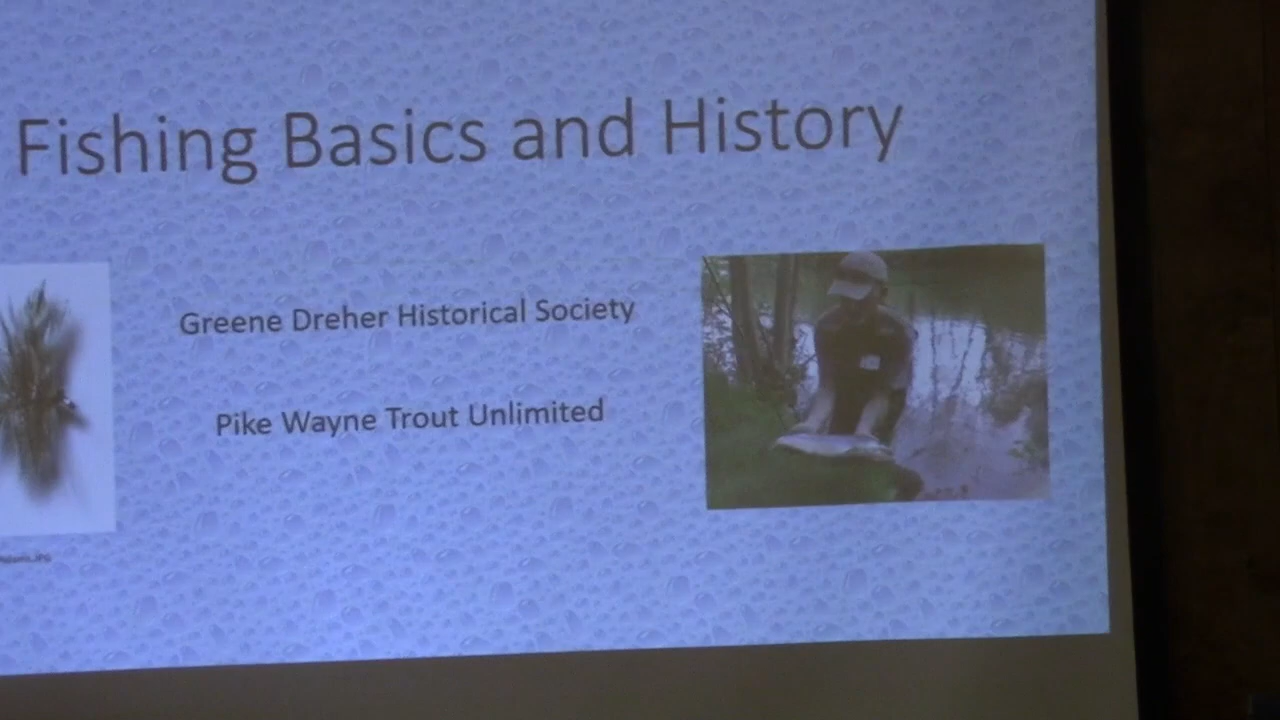 Fishing Basics and History
Greene Dreher Historical Society
Pike Wayne Trout Unlimited